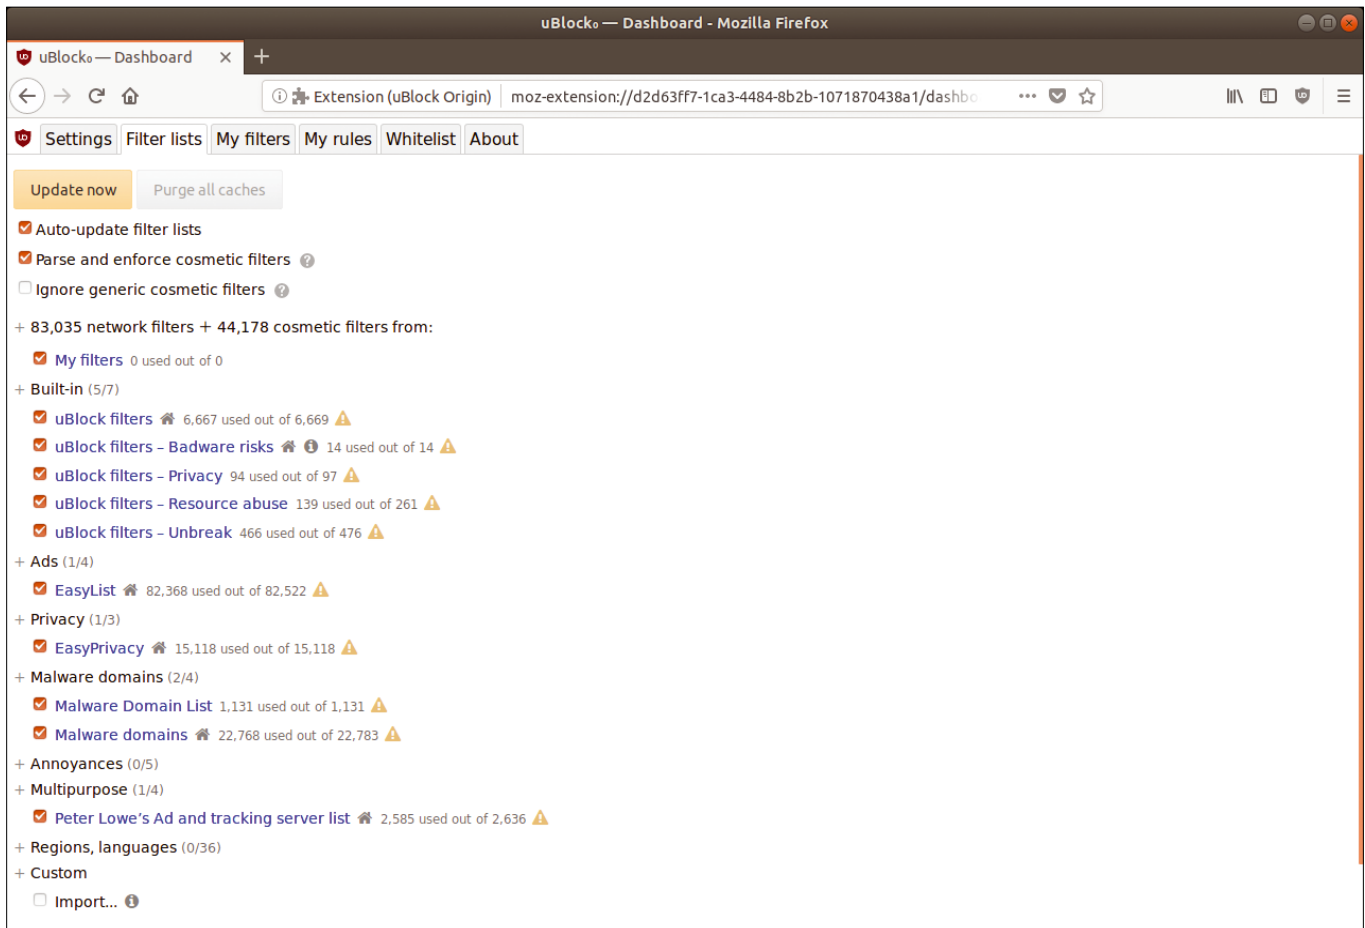 uBlock₀ — Dashboard - Mozilla Firefox
uBlock₀ — Dashboard
Extension (uBlock Origin) moz-extension://d2d63ff7-1ca3-4484-8b2b-1071870438a1/dashbo
Settings Filter lists My filters My rules Whitelist About
Update now Purge all caches
Auto-update filter lists
Parse and enforce cosmetic filters
Ignore generic cosmetic filters
+ 83,035 network filters + 44,178 cosmetic filters from:
My filters 0 used out of 0
+ Built-in (5/7)
uBlock filters 6,667 used out of 6,669
uBlock filters – Badware risks 14 used out of 14
uBlock filters – Privacy 94 used out of 97
uBlock filters – Resource abuse 139 used out of 261
uBlock filters – Unbreak 466 used out of 476
+ Ads (1/4)
EasyList 82,368 used out of 82,522
+ Privacy (1/3)
EasyPrivacy 15,118 used out of 15,118
+ Malware domains (2/4)
Malware Domain List 1,131 used out of 1,131
Malware domains 22,768 used out of 22,783
+ Annoyances (0/5)
+ Multipurpose (1/4)
Peter Lowe’s Ad and tracking server list 2,585 used out of 2,636
+ Regions, languages (0/36)
+ Custom
Import...